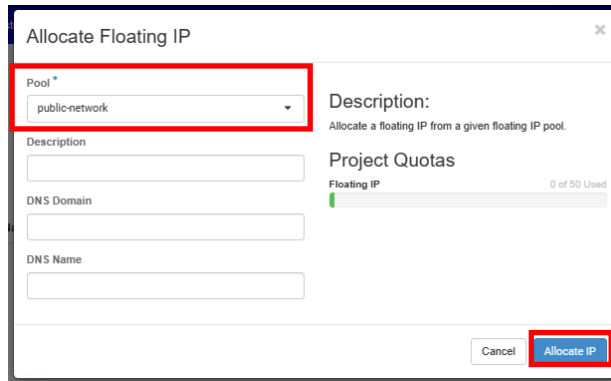 Allocate Floating IP
×
Pool *
public-network
Description
DNS Domain
DNS Name
Description:
Allocate a floating IP from a given floating IP pool.
Project Quotas
Floating IP 0 of 50 Used
Cancel Allocate IP